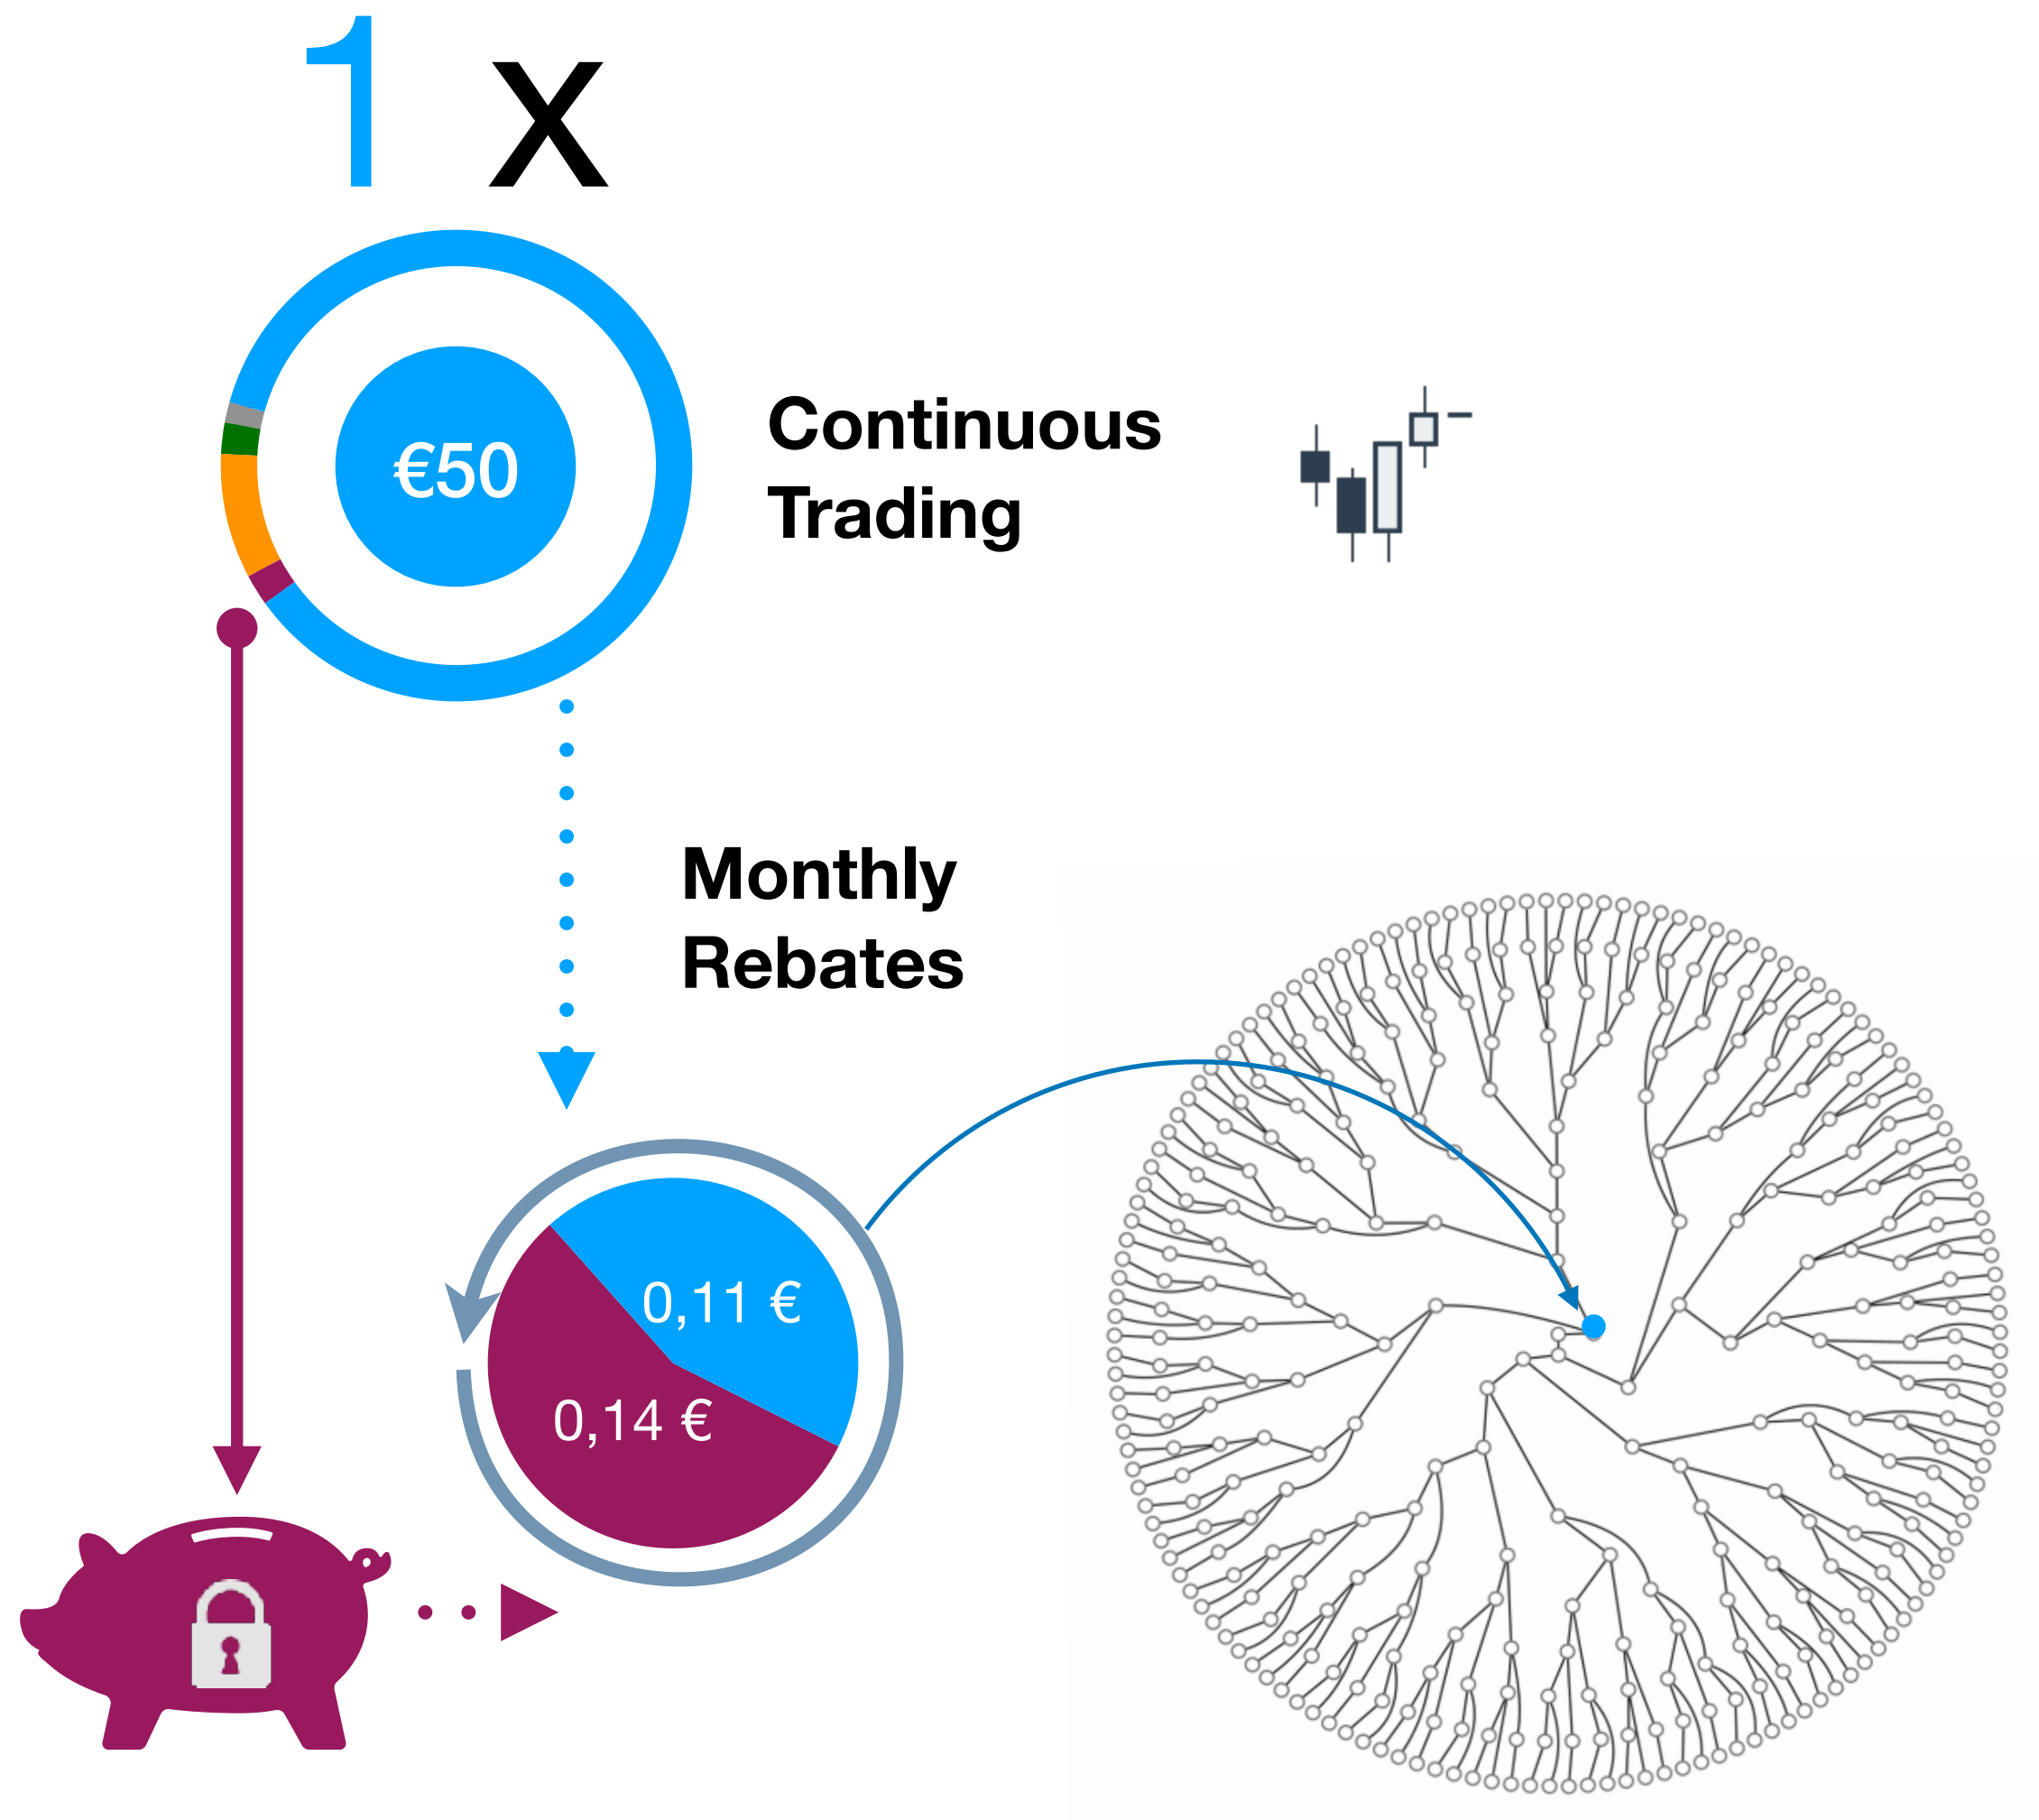 1 x
€50
Continuous
Trading
Monthly
Rebates
0,11 €
0,14 €